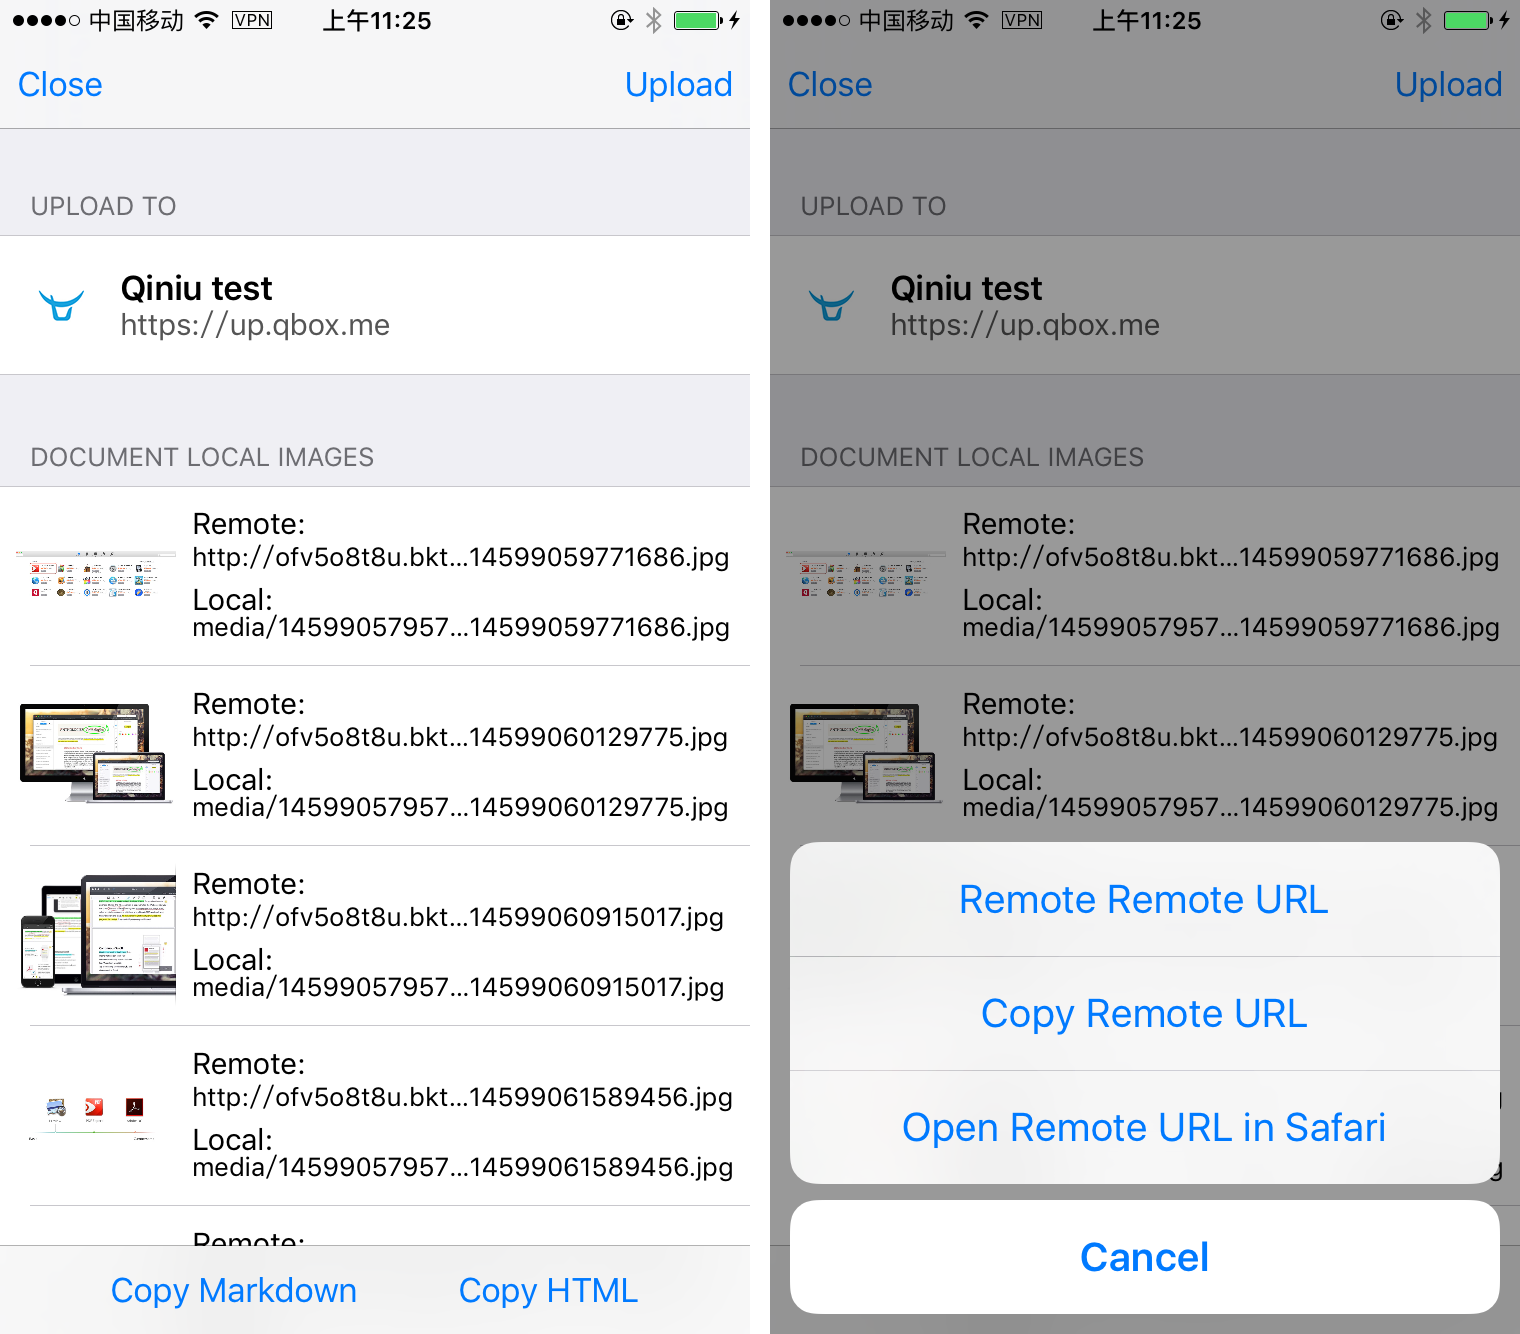 中国移动 VPN 上午11:25
Close Upload
UPLOAD TO
Qiniu test
https://up.qbox.me
DOCUMENT LOCAL IMAGES
Remote:
http://ofv5o8t8u.bkt...14599059771686.jpg
Local:
media/14599057957...14599059771686.jpg
Remote:
http://ofv5o8t8u.bkt...14599060129775.jpg
Local:
media/14599057957...14599060129775.jpg
Remote:
http://ofv5o8t8u.bkt...14599060915017.jpg
Local:
media/14599057957...14599060915017.jpg
Remote:
http://ofv5o8t8u.bkt...14599061589456.jpg
Local:
media/14599057957...14599061589456.jpg
Remote:
Copy Markdown Copy HTML
中国移动 VPN 上午11:25
Close Upload
UPLOAD TO
Qiniu test
https://up.qbox.me
DOCUMENT LOCAL IMAGES
Remote:
http://ofv5o8t8u.bkt...14599059771686.jpg
Local:
media/14599057957...14599059771686.jpg
Remote:
http://ofv5o8t8u.bkt...14599060129775.jpg
Local:
media/14599057957...14599060129775.jpg
Remote Remote URL
Copy Remote URL
Open Remote URL in Safari
Cancel